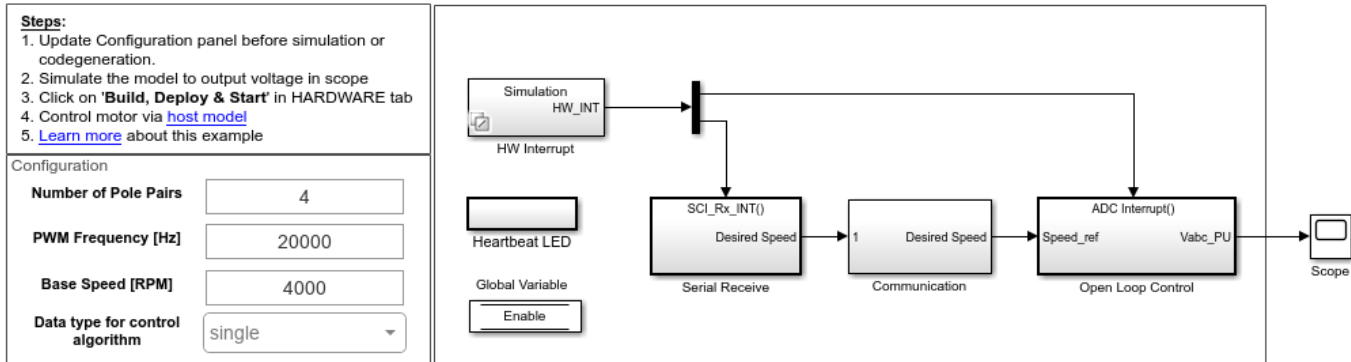 Steps:
1. Update Configuration panel before simulation or
codegeneration.
2. Simulate the model to output voltage in scope
3. Click on 'Build, Deploy & Start' in HARDWARE tab
4. Control motor via host model
5. Learn more about this example
Configuration
Number of Pole Pairs
4
PWM Frequency [Hz]
20000
Base Speed [RPM]
4000
Data type for control
algorithm
single
Simulation
HW_INT
HW Interrupt
Heartbeat LED
Global Variable
Enable
SCI_Rx_INT()
Desired Speed
Serial Receive
1
Desired Speed
Communication
ADC Interrupt()
Speed_ref
Vabc_PU
Open Loop Control
Scope